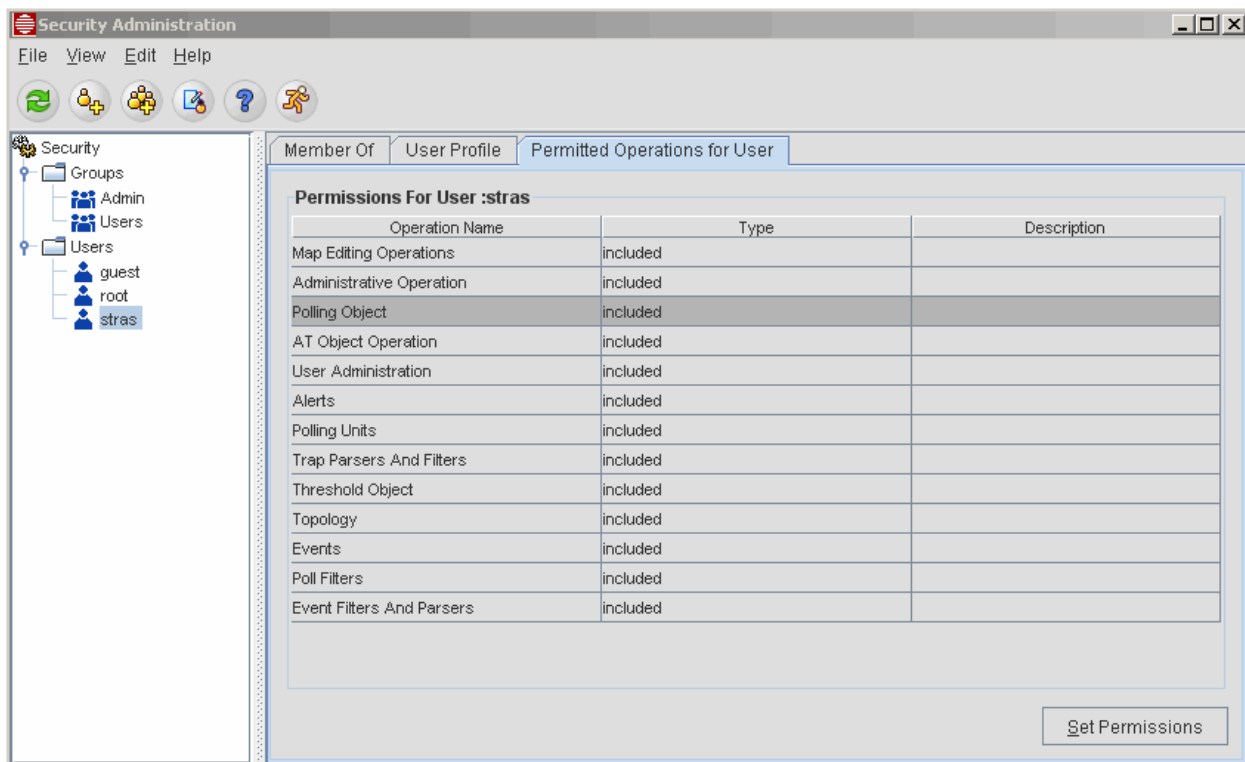 Security Administration
File View Edit Help
Security
Groups
Admin
Users
Users
guest
root
stras
Member Of User Profile Permitted Operations for User
Permissions For User :stras
Operation Name Type Description
Map Editing Operations included
Administrative Operation included
Polling Object included
AT Object Operation included
User Administration included
Alerts included
Polling Units included
Trap Parsers And Filters included
Threshold Object included
Topology included
Events included
Poll Filters included
Event Filters And Parsers included
Set Permissions